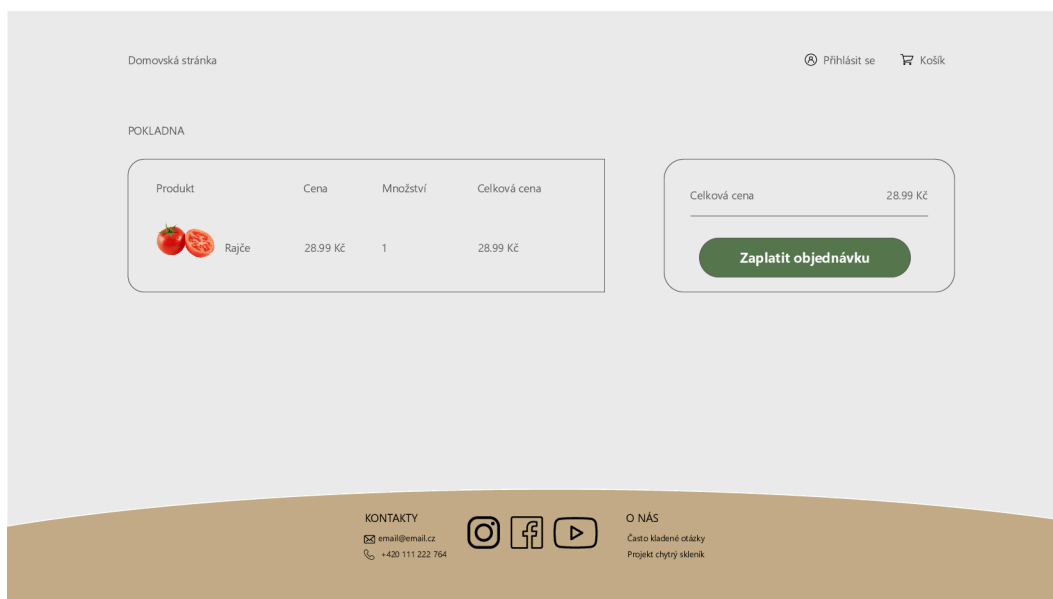 Domovská stránka
Přihlásit se
Košík
POKLADNA
Produkt Cena Množství Celková cena
Rajče 28.99 Kč 1 28.99 Kč
Celková cena 28.99 Kč
Zaplatit objednávku
KONTAKTY
email@email.cz
+420 111 222 764
O NÁS
Často kladené otázky
Projekt chytrý skleník